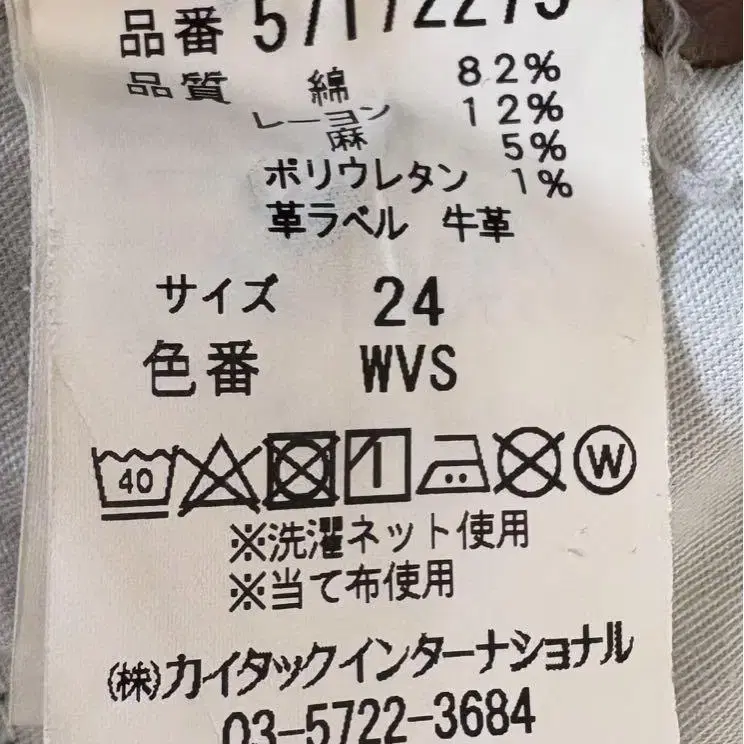 品番 57172275
品質 綿 82%
レーヨン 12%
麻 5%
ポリウレタン 1%
革ラベル 牛革
サイズ 24
色番 WVS
40 W
※洗濯ネット使用
※当て布使用
㈱カイタックインターナショナル
03-5722-3684